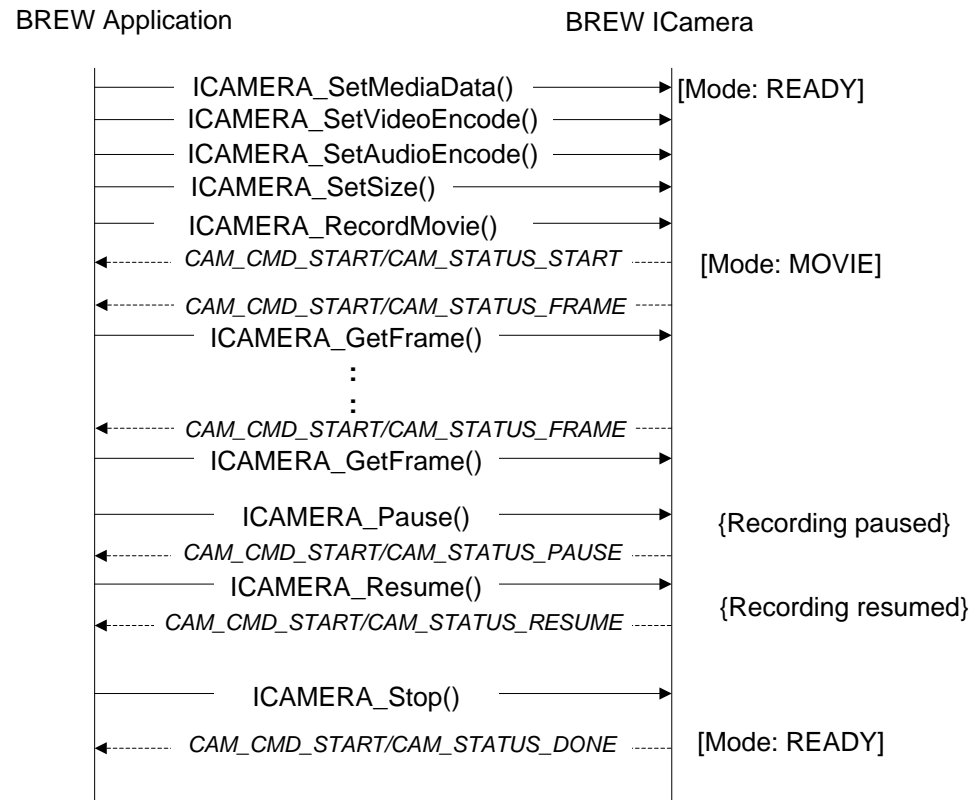 BREW Application
BREW ICamera
ICAMERA_SetMediaData()
[Mode: READY]
ICAMERA_SetVideoEncode()
ICAMERA_SetAudioEncode()
ICAMERA_SetSize()
ICAMERA_RecordMovie()
CAM_CMD_START/CAM_STATUS_START
[Mode: MOVIE]
CAM_CMD_START/CAM_STATUS_FRAME
ICAMERA_GetFrame()
:
:
CAM_CMD_START/CAM_STATUS_FRAME
ICAMERA_GetFrame()
ICAMERA_Pause()
{Recording paused}
CAM_CMD_START/CAM_STATUS_PAUSE
ICAMERA_Resume()
{Recording resumed}
CAM_CMD_START/CAM_STATUS_RESUME
ICAMERA_Stop()
CAM_CMD_START/CAM_STATUS_DONE
[Mode: READY]